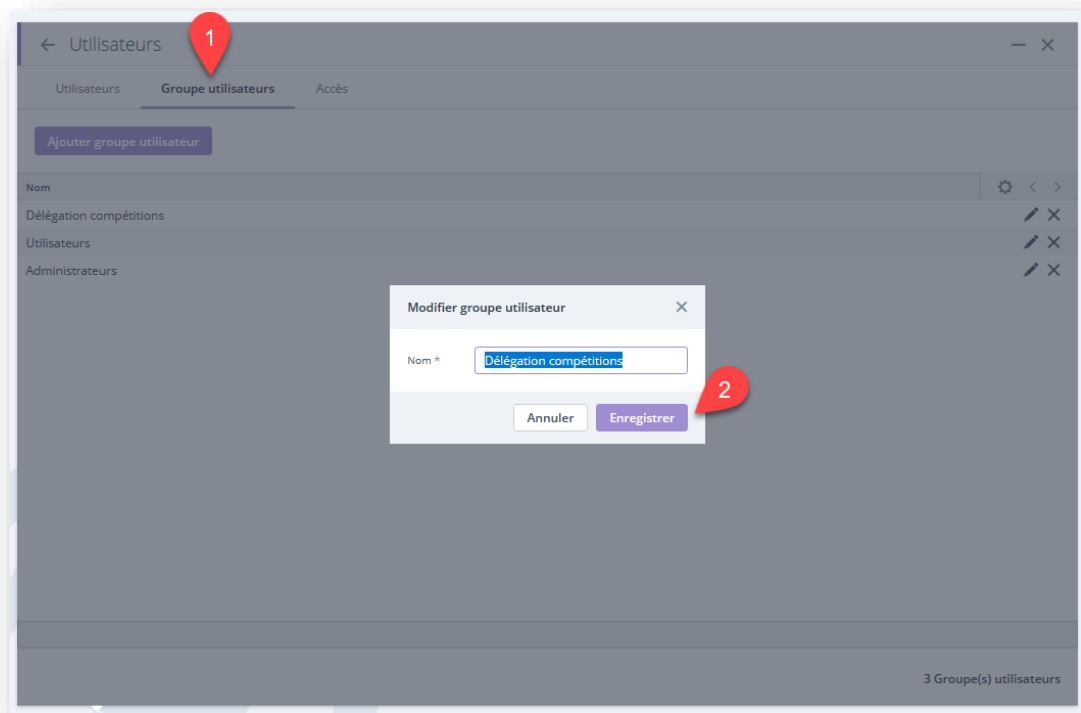 1
Utilisateurs
Utilisateurs Groupe utilisateurs Accès
Ajouter groupe utilisateur
Nom
Délégation compétitions
Utilisateurs
Administrateurs
Modifier groupe utilisateur
Nom * Délégation compétitions
2
Annuler Enregistrer
3 Groupe(s) utilisateurs